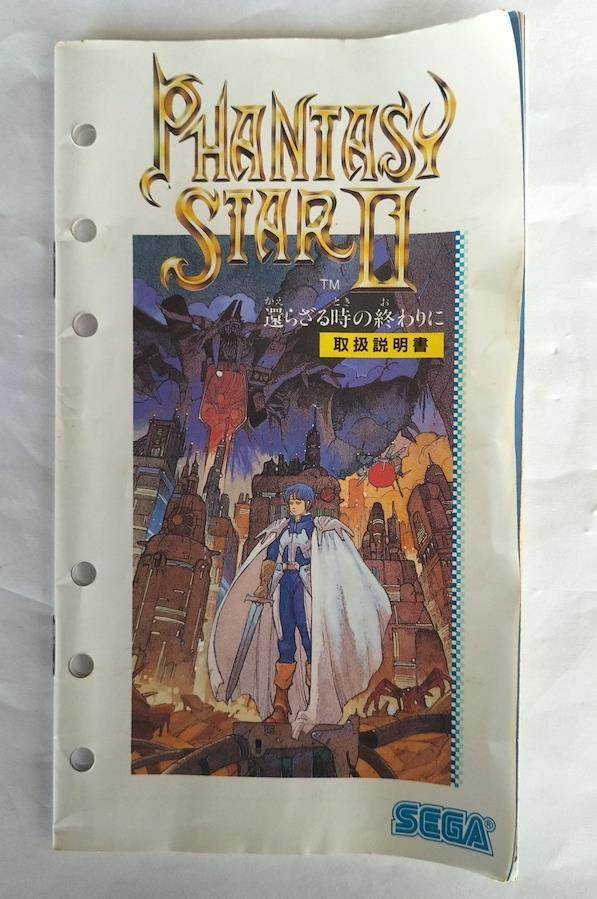 PHANTASY
STAR II
TM
かえ とき お
還らざる時の終わりに
取扱説明書
SEGA®